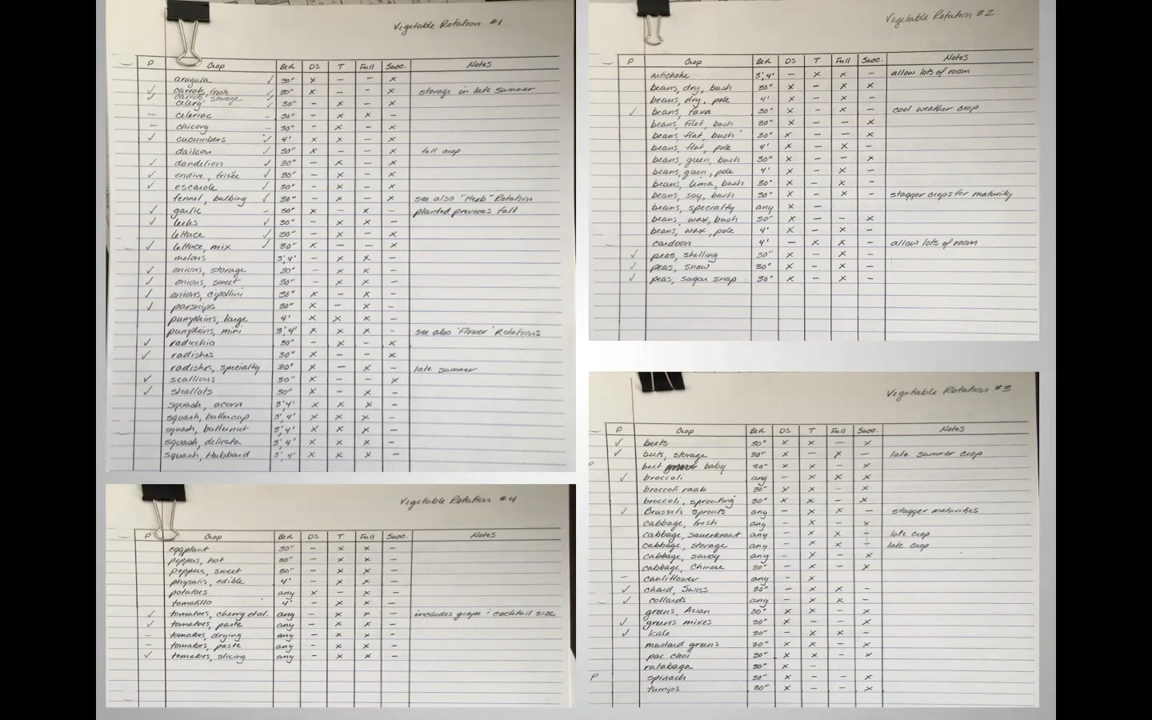 Vegetable Rotation #1
P Crop Bed DS T Full Succ. Notes
arugula ✓ 30" x – – x
✓ carrots, fresh ✓ 30" x – – x storage in late summer
✓ carrots "storage"
celery ✓ 30" – x – x
– celeriac – 30" – x x –
– chicory – 30" – x – x
✓ cucumbers ✓ 4' x x – x
daikon ✓ 30" x – – x fall crop
✓ dandelion ✓ 30" – x – x
✓ endive, frisée ✓ 30" – x – x
✓ escarole ✓ 30" – x – x
fennel, bulbing ✓ 30" – x – x see also "Herb" Rotation
✓ garlic – 30" x – x – planted previous fall
✓ leeks ✓ 30" – x x –
lettuce ✓ 30" – x – x
✓ lettuce, mix ✓ 30" x – – x
melons 3', 4' – x x –
✓ onions, storage 30" – x x –
✓ onions, sweet 30" – x x –
✓ onions, cipollini 30" x – x –
✓ parsnips 30" x – x –
pumpkins, large 4' x x x –
pumpkins, mini 3', 4' x x x – see also "Flower" Rotations
✓ radicchio 30" – x – x
✓ radishes 30" x – – x
radishes, specialty 30" x – x – late summer
✓ scallions 30" x – – x
✓ shallots 30" x – x –
squash, acorn 3', 4' x x x –
squash, buttercup 3', 4' x x x –
squash, butternut 3', 4' x x x –
squash, delicata 3', 4' x x x –
squash, Hubbard 3', 4' x x x –
Vegetable Rotation #2
P Crop Bed DS T Full Succ. Notes
artichoke 3', 4' – x x – allow lots of room
beans, dry, bush 30" x – x –
beans, dry, pole 4' x – x –
✓ beans, fava 30" x – x – cool weather crop
beans, filet, bush 30" x – – x
beans, flat, bush 30" x – – x
beans, flat, pole 4' x – x –
beans, green, bush 30" x – – x
beans, green, pole 4' x – x –
beans, lima, bush 30" x – x –
beans, soy, bush 30" x – x – stagger crops for maturity
beans, specialty any x –
beans, wax, bush 30" x – – x
beans, wax, pole 4' x – x –
cardoon 4' – x x – allow lots of room
✓ peas, shelling 30" x – x –
✓ peas, snow 30" x – x –
✓ peas, sugar snap 30" x – x –
Vegetable Rotation #3
P Crop Bed DS T Full Succ. Notes
✓ beets 30" x x – x
✓ beets, storage 30" x – x – late summer crop
beet baby 30" x x – x
✓ broccoli any – x x x
broccoli raab 30" x x – x
broccoli, sprouting 30" x x – x
✓ Brussels sprouts any – x x – stagger maturities
cabbage, fresh any – x – x
cabbage, sauerkraut any – x x – late crop
cabbage, storage any – x x – late crop
cabbage, savoy any – x – x
cabbage, Chinese 30" – x – x
– cauliflower any – x
✓ chard, Swiss 30" – x x –
✓ collards any – x x –
greens, Asian 30" x x – x
✓ greens mixes 30" x x – x
✓ kale 30" – x x –
mustard greens 30" x x – x
pac choi 30" x x – x
rutabaga 30" x –
P spinach 30" x – – x
turnips 30" x – – x
Vegetable Rotation #4
P Crop Bed DS T Full Succ. Notes
eggplant 30" – x x –
peppers, hot 30" – x x –
peppers, sweet 30" – x x –
physalis, edible 4' – x x –
potatoes any x – x –
tomatillo 4' – x x –
✓ tomatoes, cherry etal. any – x x – includes grape & cocktail size
✓ tomatoes, paste any – x x –
– tomatoes, drying any – x x –
– tomatoes, paste any – x x –
✓ tomatoes, slicing any – x x –